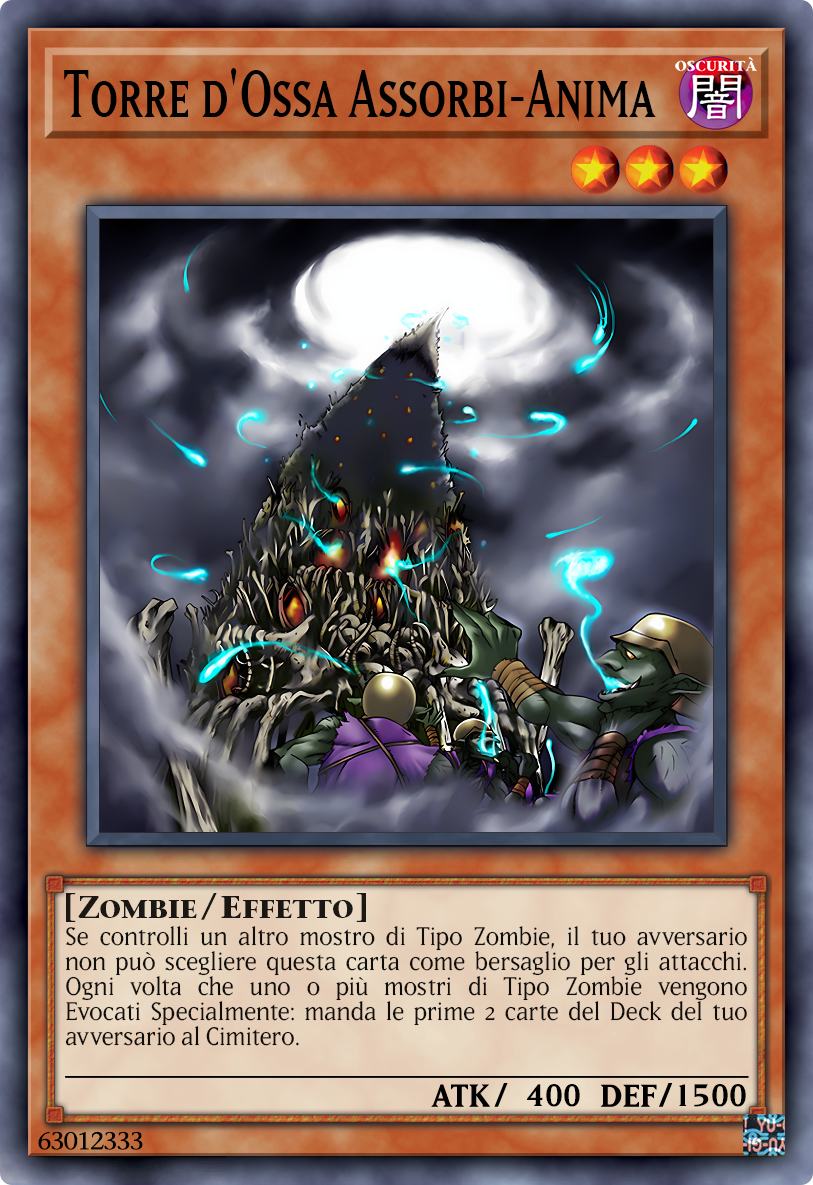 Torre d'Ossa Assorbi-Anima
OSCURITÀ
闇
[Zombie/Effetto]
Se controlli un altro mostro di Tipo Zombie, il tuo avversario
non può scegliere questa carta come bersaglio per gli attacchi.
Ogni volta che uno o più mostri di Tipo Zombie vengono
Evocati Specialmente: manda le prime 2 carte del Deck del tuo
avversario al Cimitero.
ATK/ 400 DEF/1500
63012333